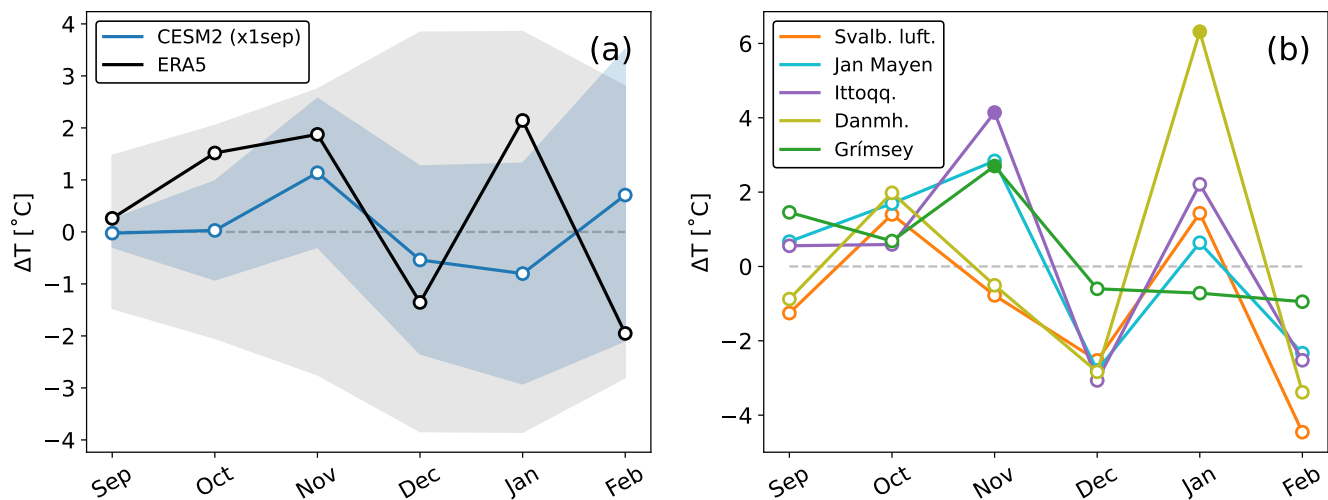 (a)
CESM2 (x1sep)
ERA5
ΔT [˚C]
4
3
2
1
0
−1
−2
−3
−4
Sep Oct Nov Dec Jan Feb
(b)
Svalb. luft.
Jan Mayen
Ittoqq.
Danmh.
Grímsey
ΔT [˚C]
6
4
2
0
−2
−4
Sep Oct Nov Dec Jan Feb